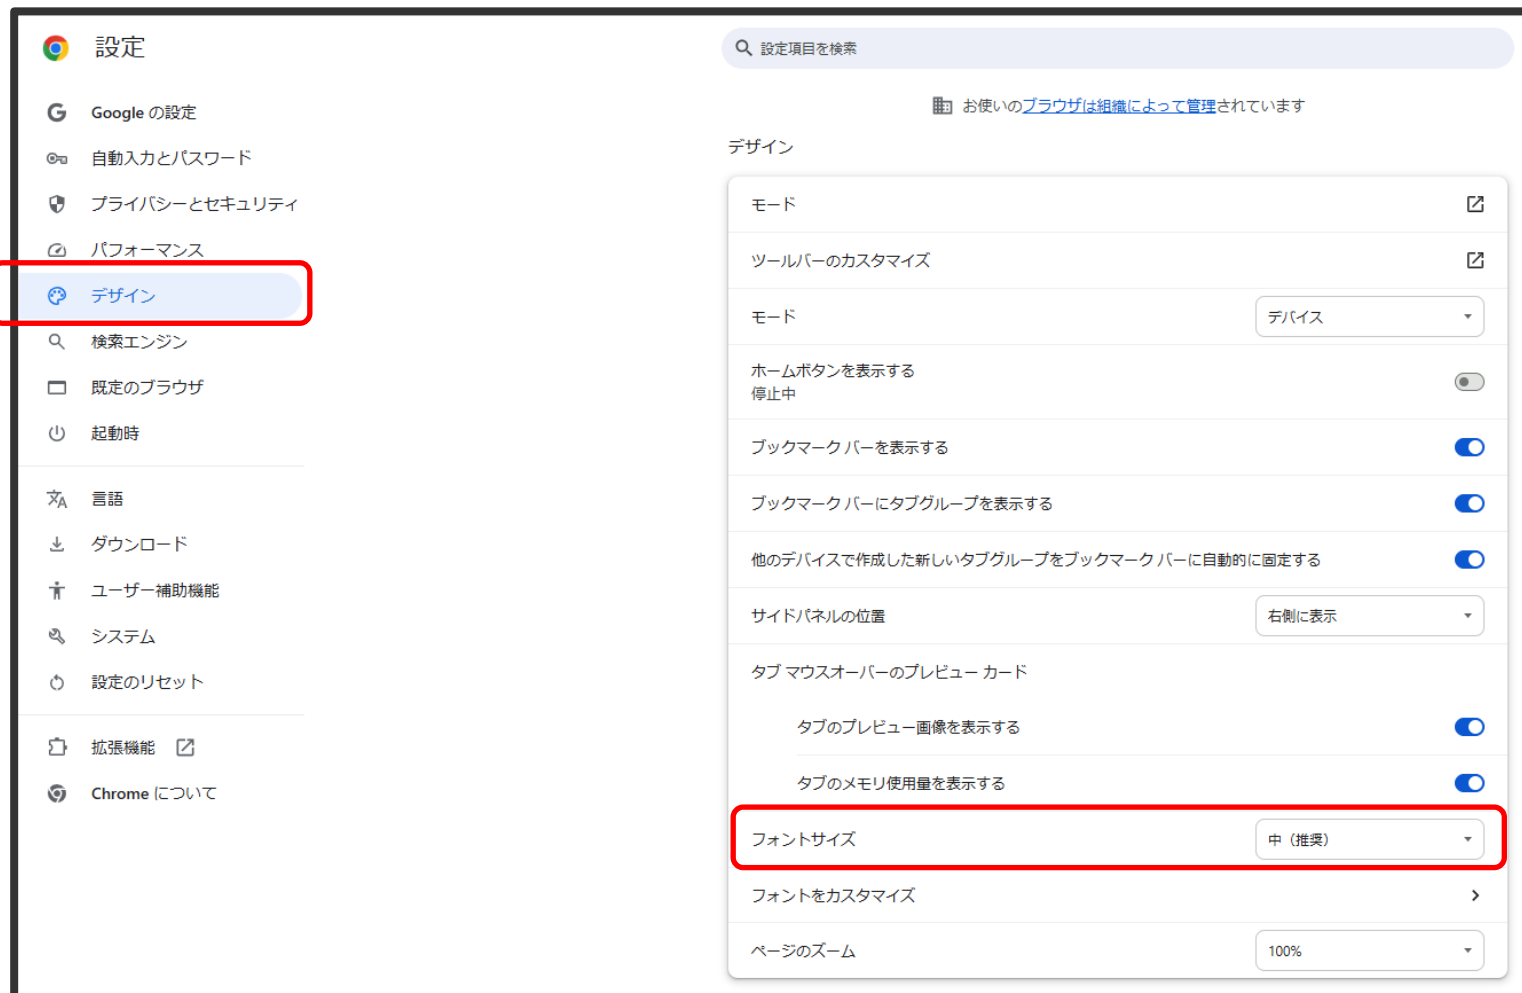 設定
設定項目を検索
Google の設定
自動入力とパスワード
プライバシーとセキュリティ
パフォーマンス
デザイン
検索エンジン
既定のブラウザ
起動時
言語
ダウンロード
ユーザー補助機能
システム
設定のリセット
拡張機能
Chrome について
お使いのブラウザは組織によって管理されています
デザイン
モード
ツールバーのカスタマイズ
モード デバイス
ホームボタンを表示する
停止中
ブックマーク バーを表示する
ブックマーク バーにタブグループを表示する
他のデバイスで作成した新しいタブグループをブックマーク バーに自動的に固定する
サイドパネルの位置 右側に表示
タブ マウスオーバーのプレビュー カード
タブのプレビュー画像を表示する
タブのメモリ使用量を表示する
フォントサイズ 中（推奨）
フォントをカスタマイズ
ページのズーム 100%